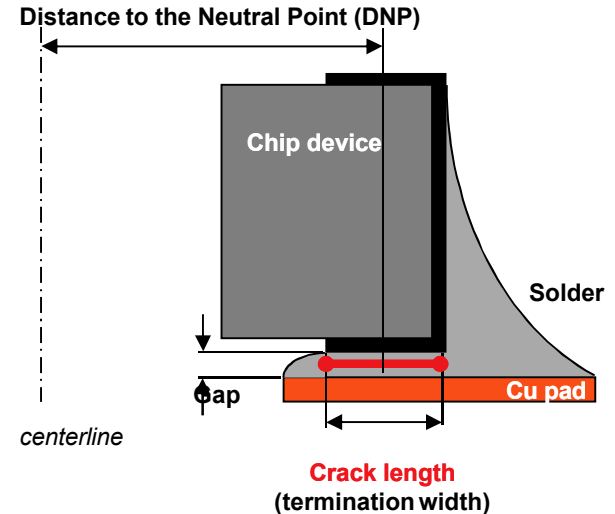 Distance to the Neutral Point (DNP)
Chip device
Solder
Gap
Cu pad
centerline
Crack length
(termination width)